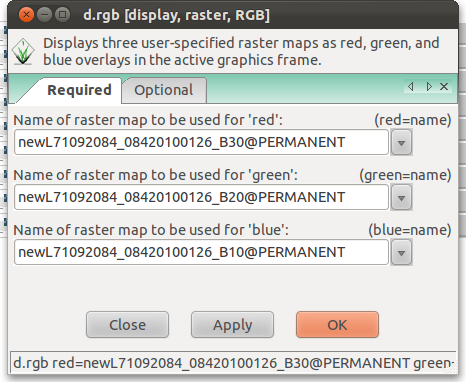 d.rgb [display, raster, RGB]
Displays three user-specified raster maps as red, green, and
blue overlays in the active graphics frame.
Required Optional
Name of raster map to be used for 'red': (red=name)
newL71092084_08420100126_B30@PERMANENT
Name of raster map to be used for 'green': (green=name)
newL71092084_08420100126_B20@PERMANENT
Name of raster map to be used for 'blue': (blue=name)
newL71092084_08420100126_B10@PERMANENT
Close Apply OK
d.rgb red=newL71092084_08420100126_B30@PERMANENT green